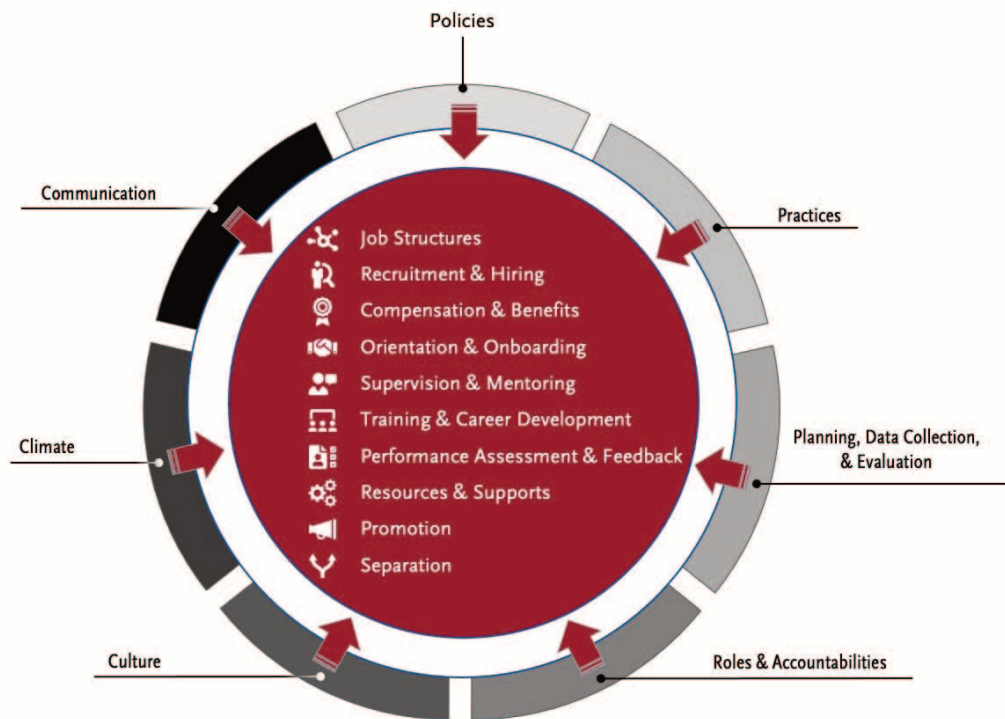 Policies
Communication
Practices
Job Structures
Recruitment & Hiring
Compensation & Benefits
Orientation & Onboarding
Supervision & Mentoring
Training & Career Development
Performance Assessment & Feedback
Resources & Supports
Promotion
Separation
Climate
Planning, Data Collection,
& Evaluation
Culture
Roles & Accountabilities